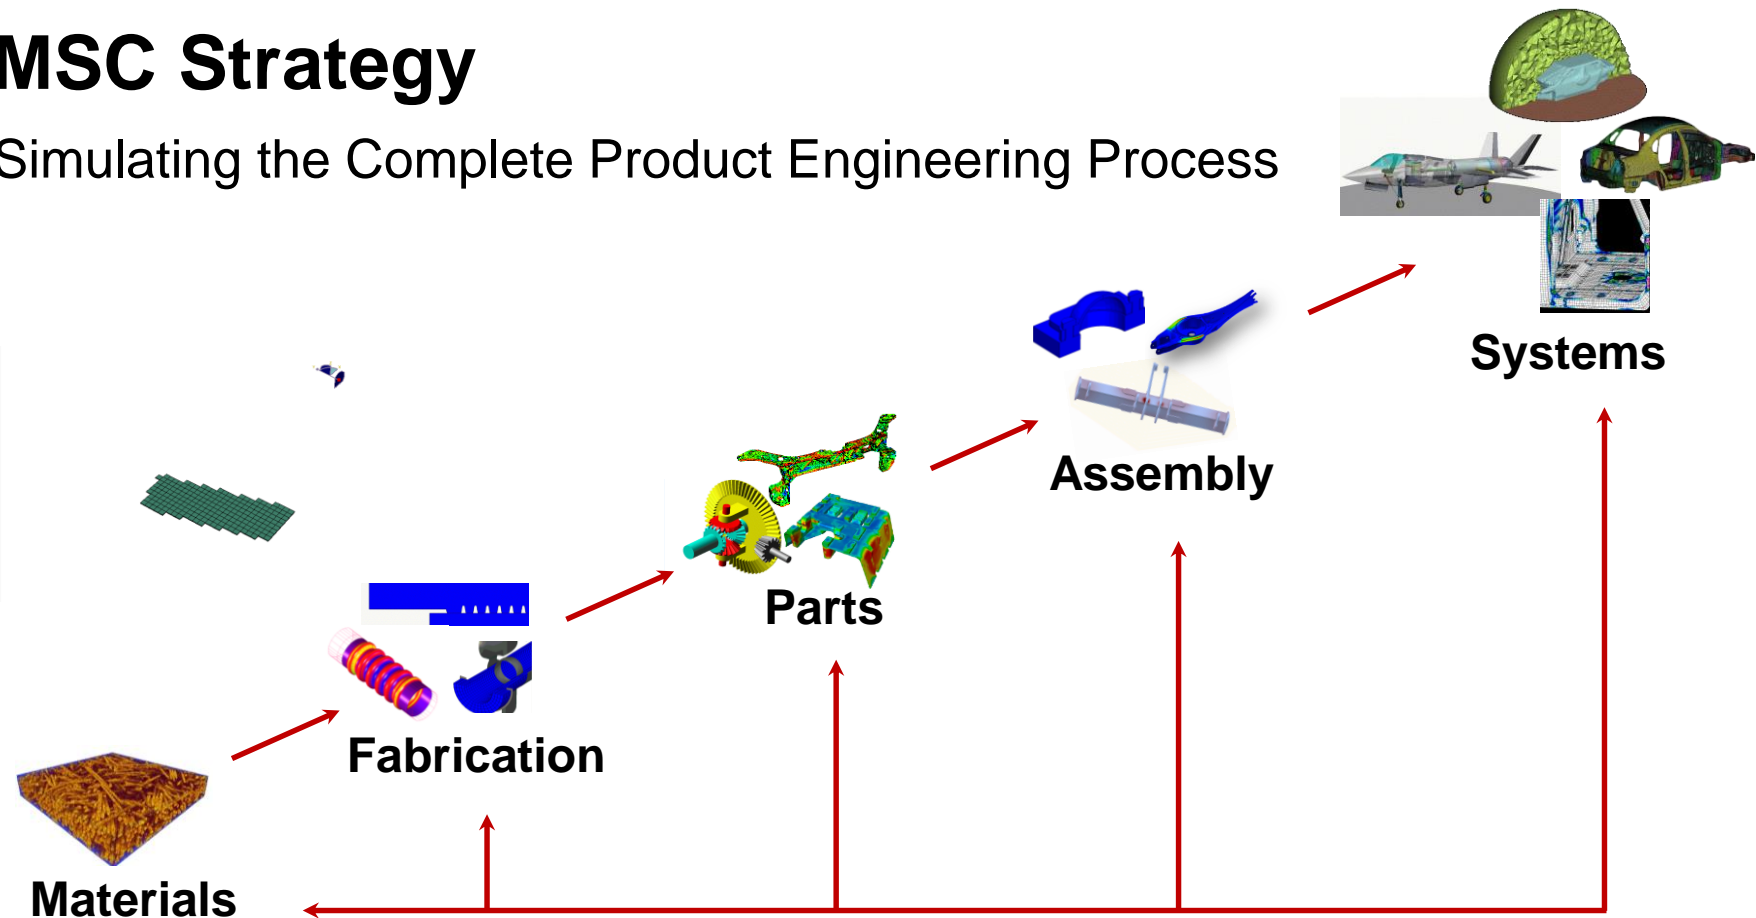 MSC Strategy
Simulating the Complete Product Engineering Process
Systems
Assembly
Parts
Fabrication
Materials